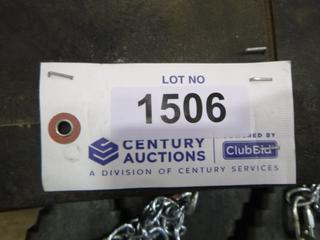 LOT NO
1506
CENTURY AUCTIONS
POWERED BY
ClubBid
A DIVISION OF CENTURY SERVICES